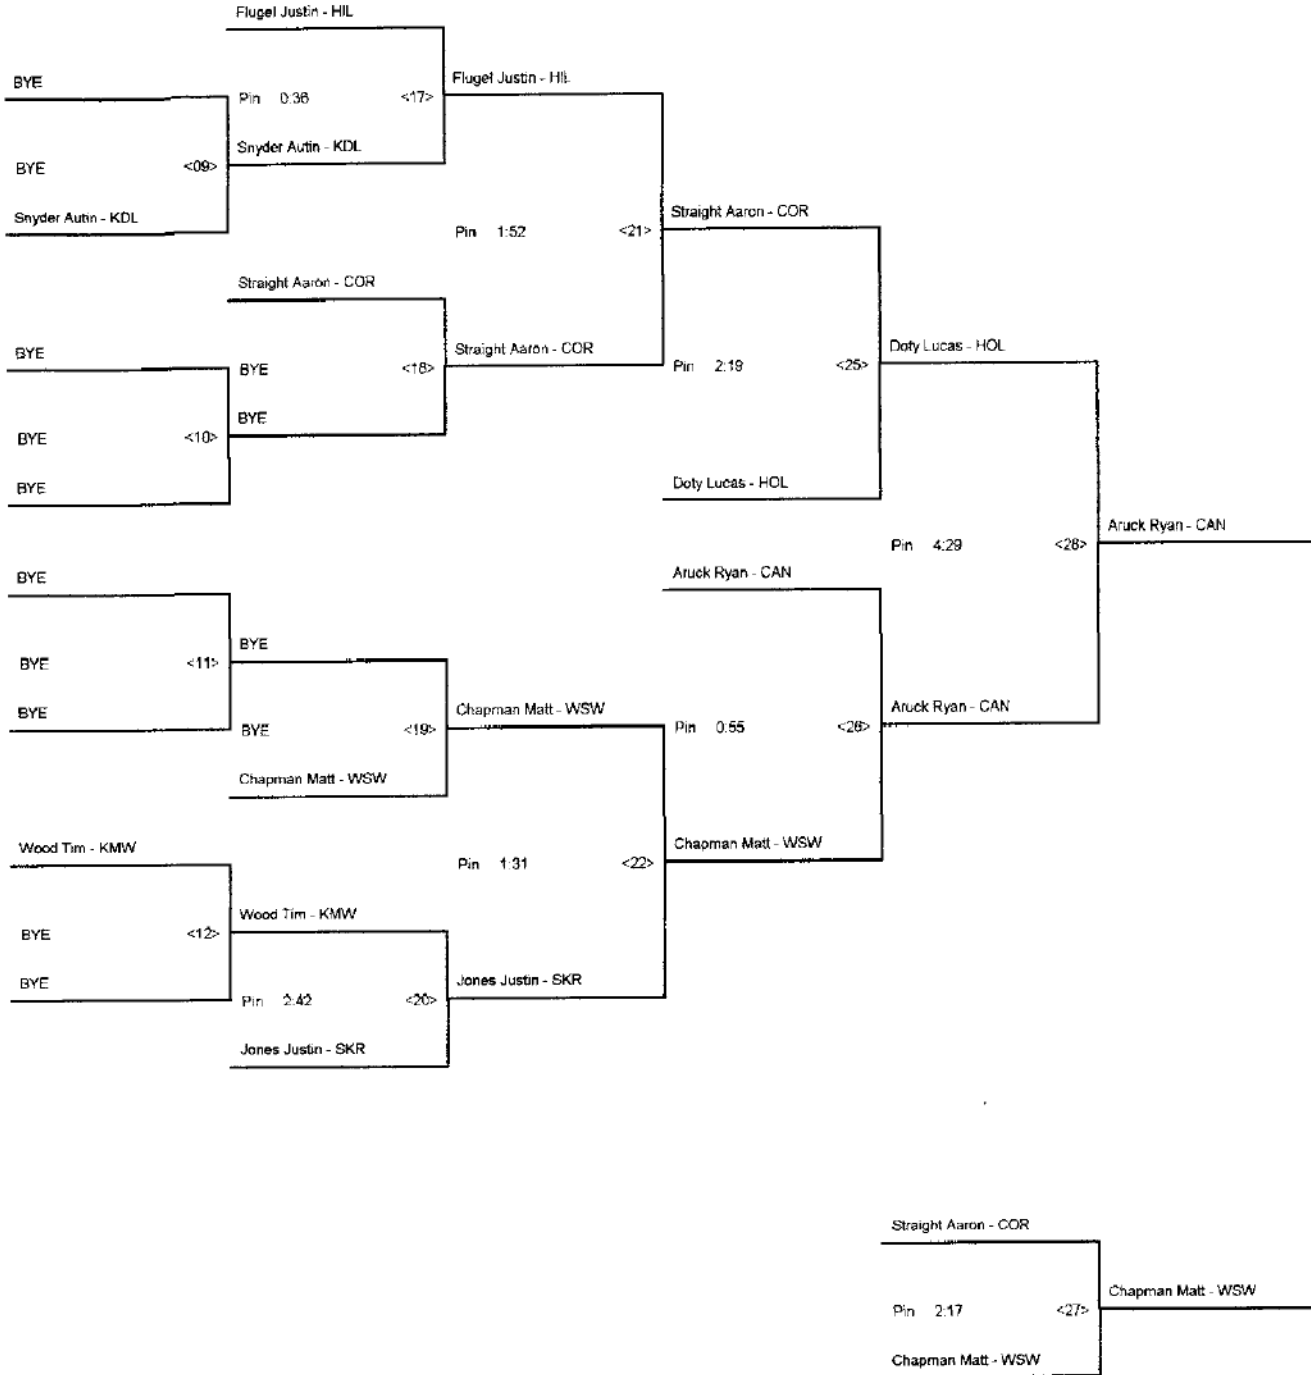 Flugel Justin - HIL
BYE
Pin 0:36 <17>
Flugel Justin - HIL
BYE <09>
Snyder Autin - KDL
Snyder Autin - KDL
Pin 1:52 <21>
Straight Aaron - COR
Straight Aaron - COR
BYE
BYE <18>
Straight Aaron - COR
BYE
BYE <10>
BYE
Pin 2:19 <25>
Doty Lucas - HOL
Doty Lucas - HOL
Pin 4:29 <28>
Aruck Ryan - CAN
BYE
Aruck Ryan - CAN
BYE <11>
BYE
BYE
BYE <19>
Chapman Matt - WSW
Chapman Matt - WSW
Pin 0:55 <26>
Aruck Ryan - CAN
Wood Tim - KMW
Pin 1:31 <22>
Chapman Matt - WSW
BYE <12>
Wood Tim - KMW
BYE
Pin 2:42 <20>
Jones Justin - SKR
Jones Justin - SKR
Straight Aaron - COR
Pin 2:17 <27>
Chapman Matt - WSW
Chapman Matt - WSW